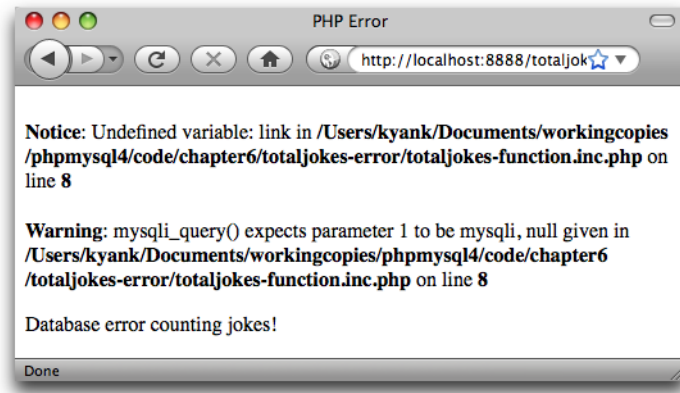 PHP Error
http://localhost:8888/totaljok
Notice: Undefined variable: link in /Users/kyank/Documents/workingcopies
/phpmysql4/code/chapter6/totaljokes-error/totaljokes-function.inc.php on
line 8
Warning: mysqli_query() expects parameter 1 to be mysqli, null given in
/Users/kyank/Documents/workingcopies/phpmysql4/code/chapter6
/totaljokes-error/totaljokes-function.inc.php on line 8
Database error counting jokes!
Done